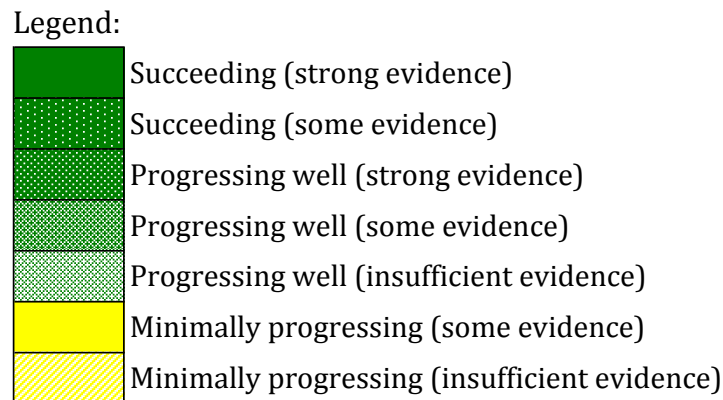 Legend:
Succeeding (strong evidence)
Succeeding (some evidence)
Progressing well (strong evidence)
Progressing well (some evidence)
Progressing well (insufficient evidence)
Minimally progressing (some evidence)
Minimally progressing (insufficient evidence)